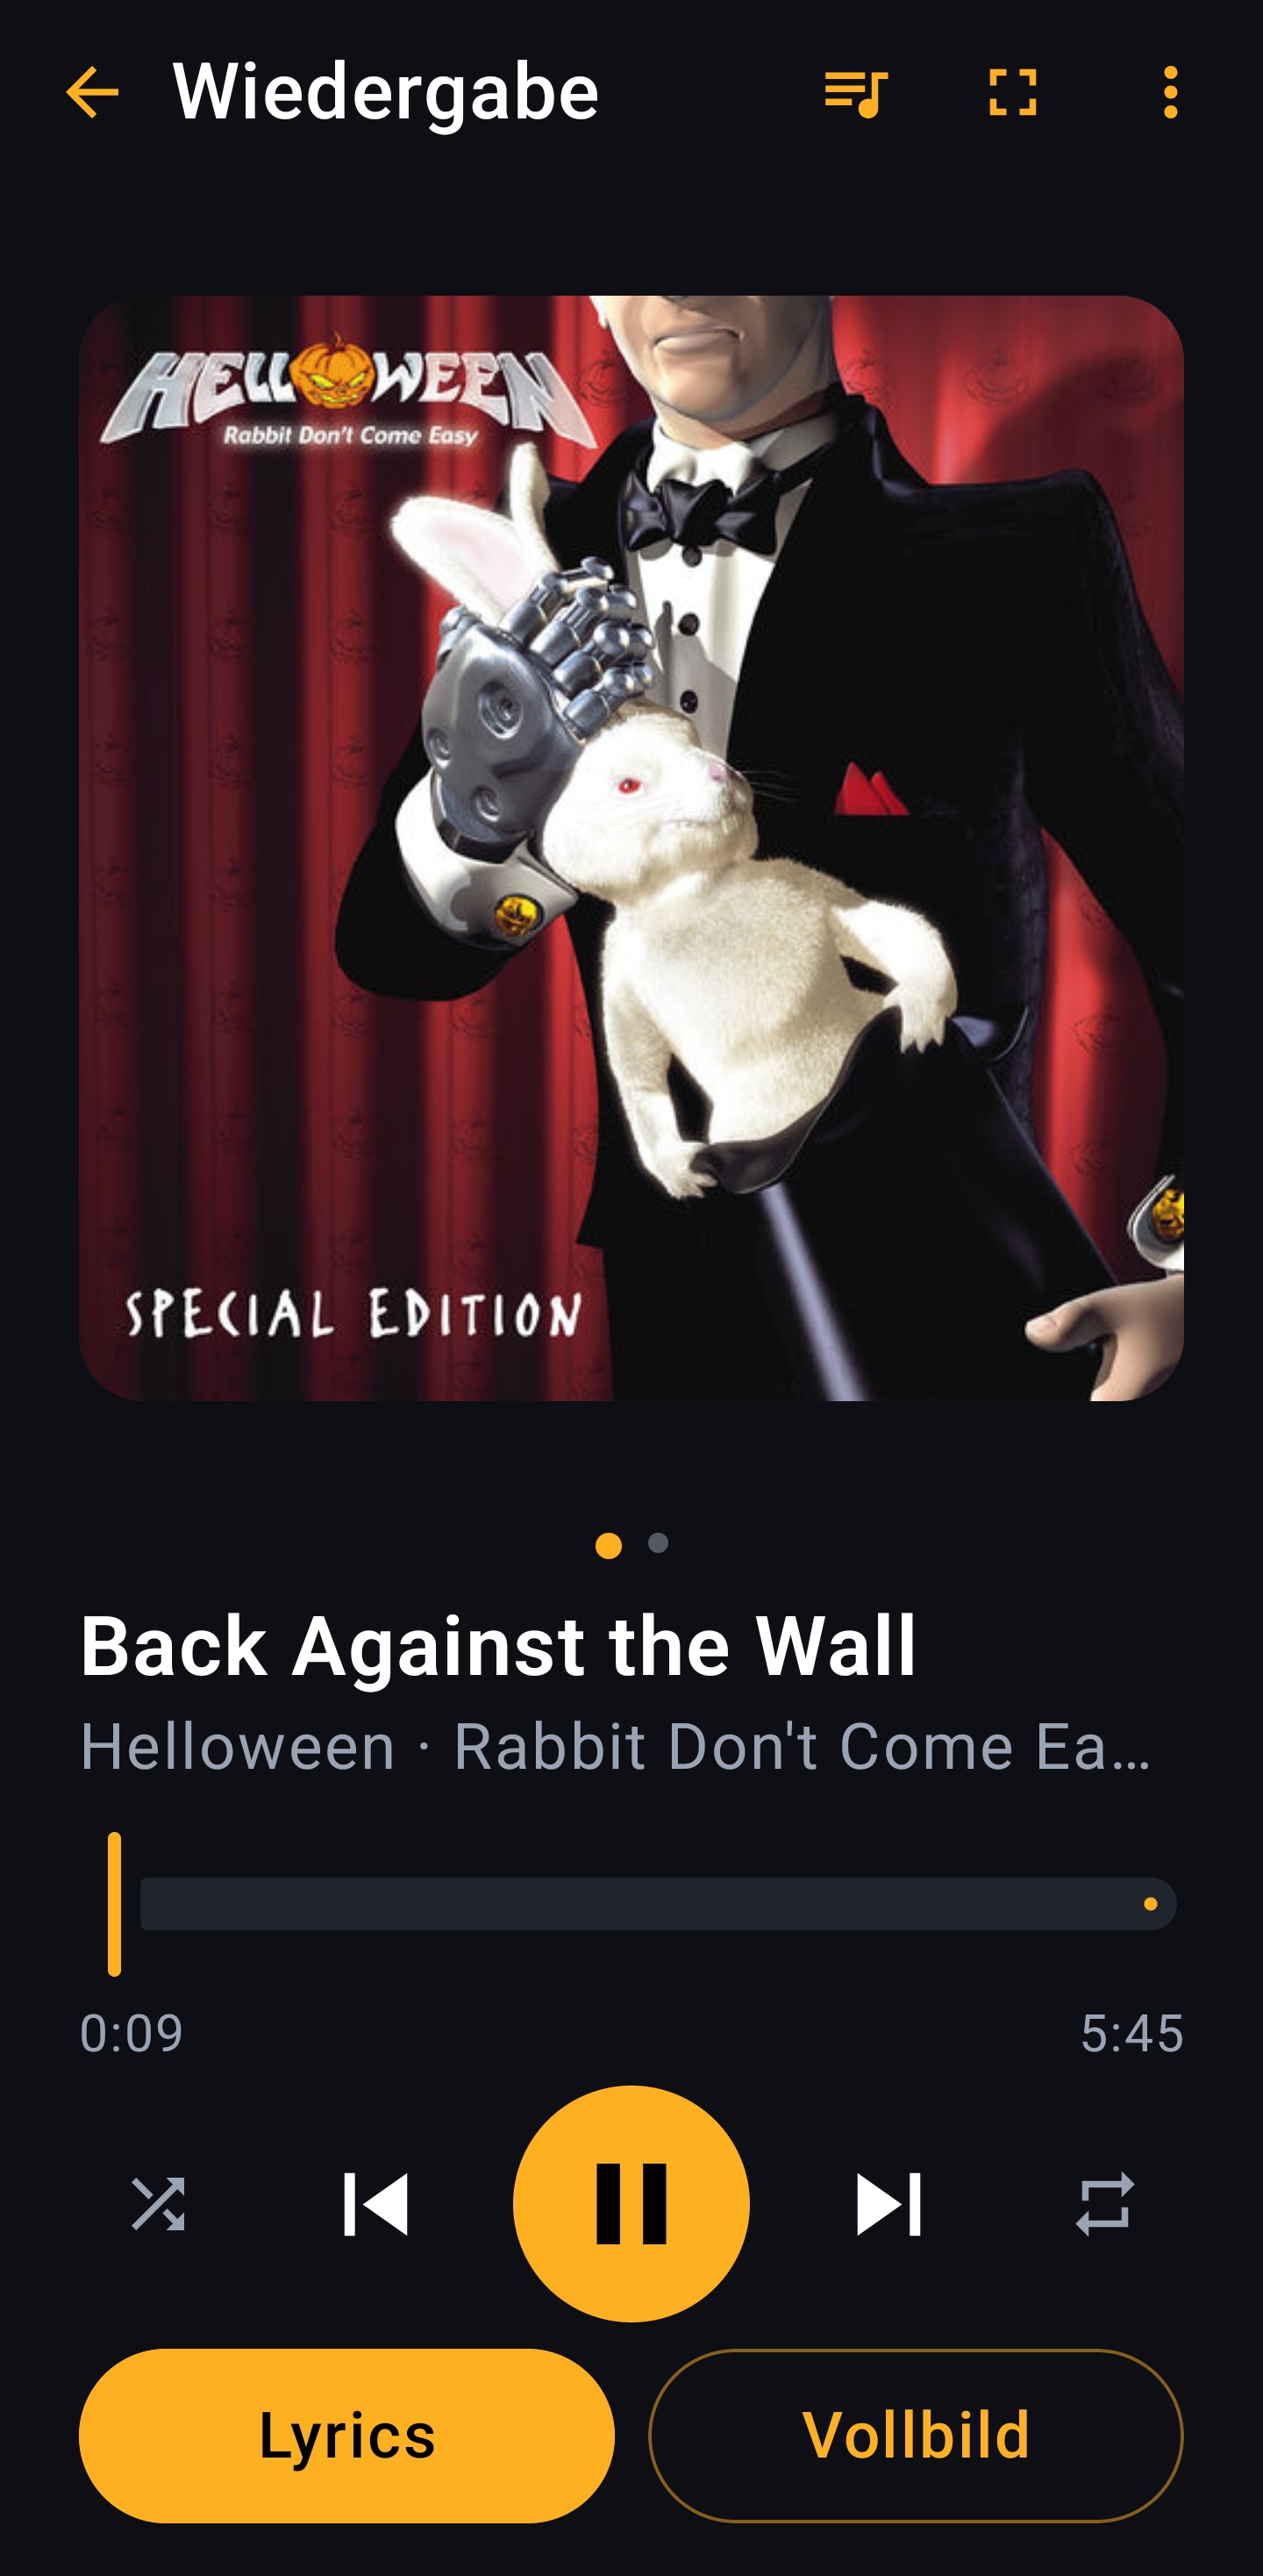 Wiedergabe
HELLOWEEN
Rabbit Don't Come Easy
SPECIAL EDITION
Back Against the Wall
Helloween · Rabbit Don't Come Ea...
0:09
5:45
Lyrics
Vollbild